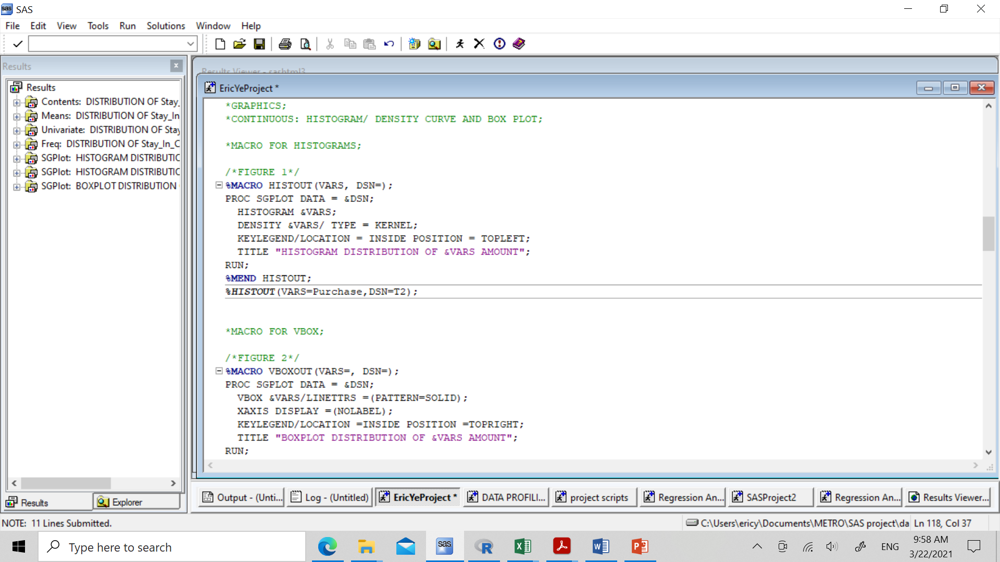 SAS
File Edit View Tools Run Solutions Window Help
Results
Results Viewer - sashtml3
EricYeProject *
Results
Contents: DISTRIBUTION OF Stay_
Means: DISTRIBUTION OF Stay_In
Univariate: DISTRIBUTION OF Stay
Freq: DISTRIBUTION OF Stay_In_C
SGPlot: HISTOGRAM DISTRIBUTIC
SGPlot: HISTOGRAM DISTRIBUTIC
SGPlot: BOXPLOT DISTRIBUTION
*GRAPHICS;
*CONTINUOUS: HISTOGRAM/ DENSITY CURVE AND BOX PLOT;
*MACRO FOR HISTOGRAMS;
/*FIGURE 1*/
%MACRO HISTOUT(VARS, DSN=);
PROC SGPLOT DATA = &DSN;
HISTOGRAM &VARS;
DENSITY &VARS/ TYPE = KERNEL;
KEYLEGEND/LOCATION = INSIDE POSITION = TOPLEFT;
TITLE "HISTOGRAM DISTRIBUTION OF &VARS AMOUNT";
RUN;
%MEND HISTOUT;
%HISTOUT(VARS=Purchase,DSN=T2);
*MACRO FOR VBOX;
/*FIGURE 2*/
%MACRO VBOXOUT(VARS=, DSN=);
PROC SGPLOT DATA = &DSN;
VBOX &VARS/LINETTRS =(PATTERN=SOLID);
XAXIS DISPLAY =(NOLABEL);
KEYLEGEND/LOCATION =INSIDE POSITION =TOPRIGHT;
TITLE "BOXPLOT DISTRIBUTION OF &VARS AMOUNT";
RUN;
Results Explorer
Output - (Unti... Log - (Untitled) EricYeProject * DATA PROFILI... project scripts Regression An... SASProject2 Regression An... Results Viewer...
NOTE: 11 Lines Submitted. C:\Users\ericy\Documents\METRO\SAS project\da Ln 118, Col 37
Type here to search
sas
ENG
9:58 AM
3/22/2021